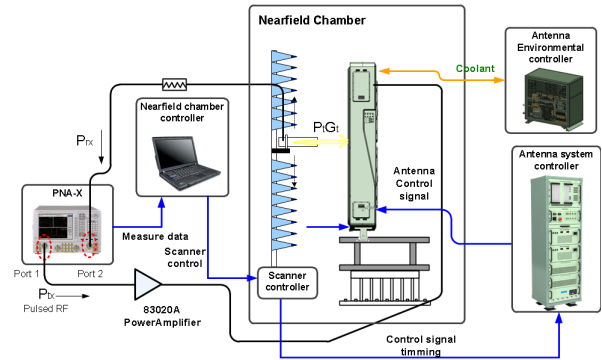 Nearfield Chamber
Antenna
Environmental
controller
Coolant
Nearfield chamber
controller
PtGt
Prx
Antenna system
controller
Antenna
Control
signal
PNA-X
Measure data
Scanner
control
Port 1
Port 2
Scanner
controller
Ptx
Pulsed RF
83020A
PowerAmplifier
Control signal
timming